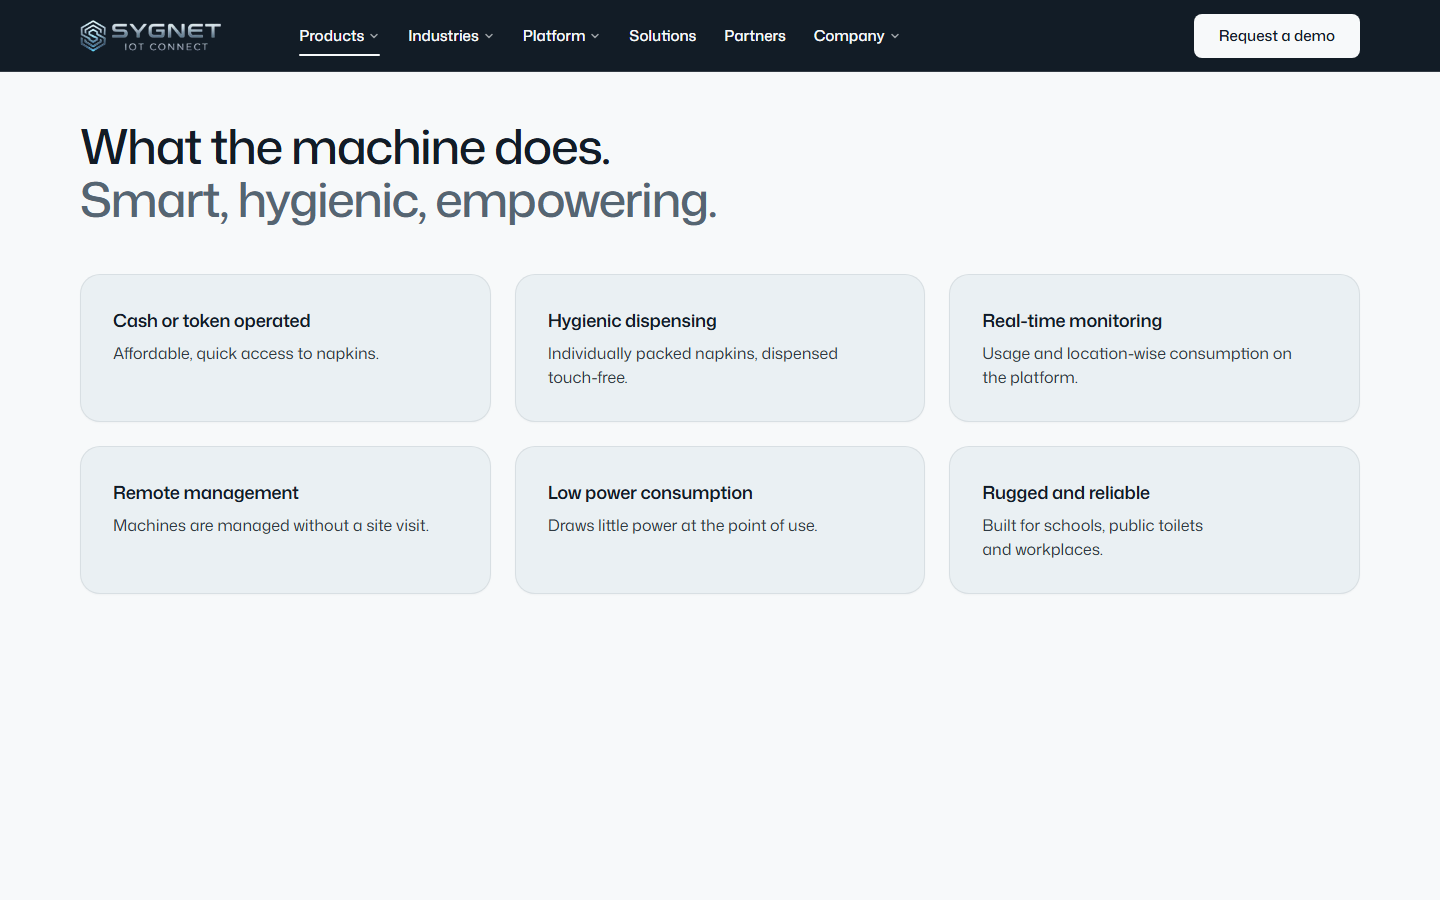 SYGNET
IOT CONNECT
Products
Industries
Platform
Solutions
Partners
Company
Request a demo
What the machine does.
Smart, hygienic, empowering.
Cash or token operated
Affordable, quick access to napkins.
Hygienic dispensing
Individually packed napkins, dispensed
touch-free.
Real-time monitoring
Usage and location-wise consumption on
the platform.
Remote management
Machines are managed without a site visit.
Low power consumption
Draws little power at the point of use.
Rugged and reliable
Built for schools, public toilets
and workplaces.